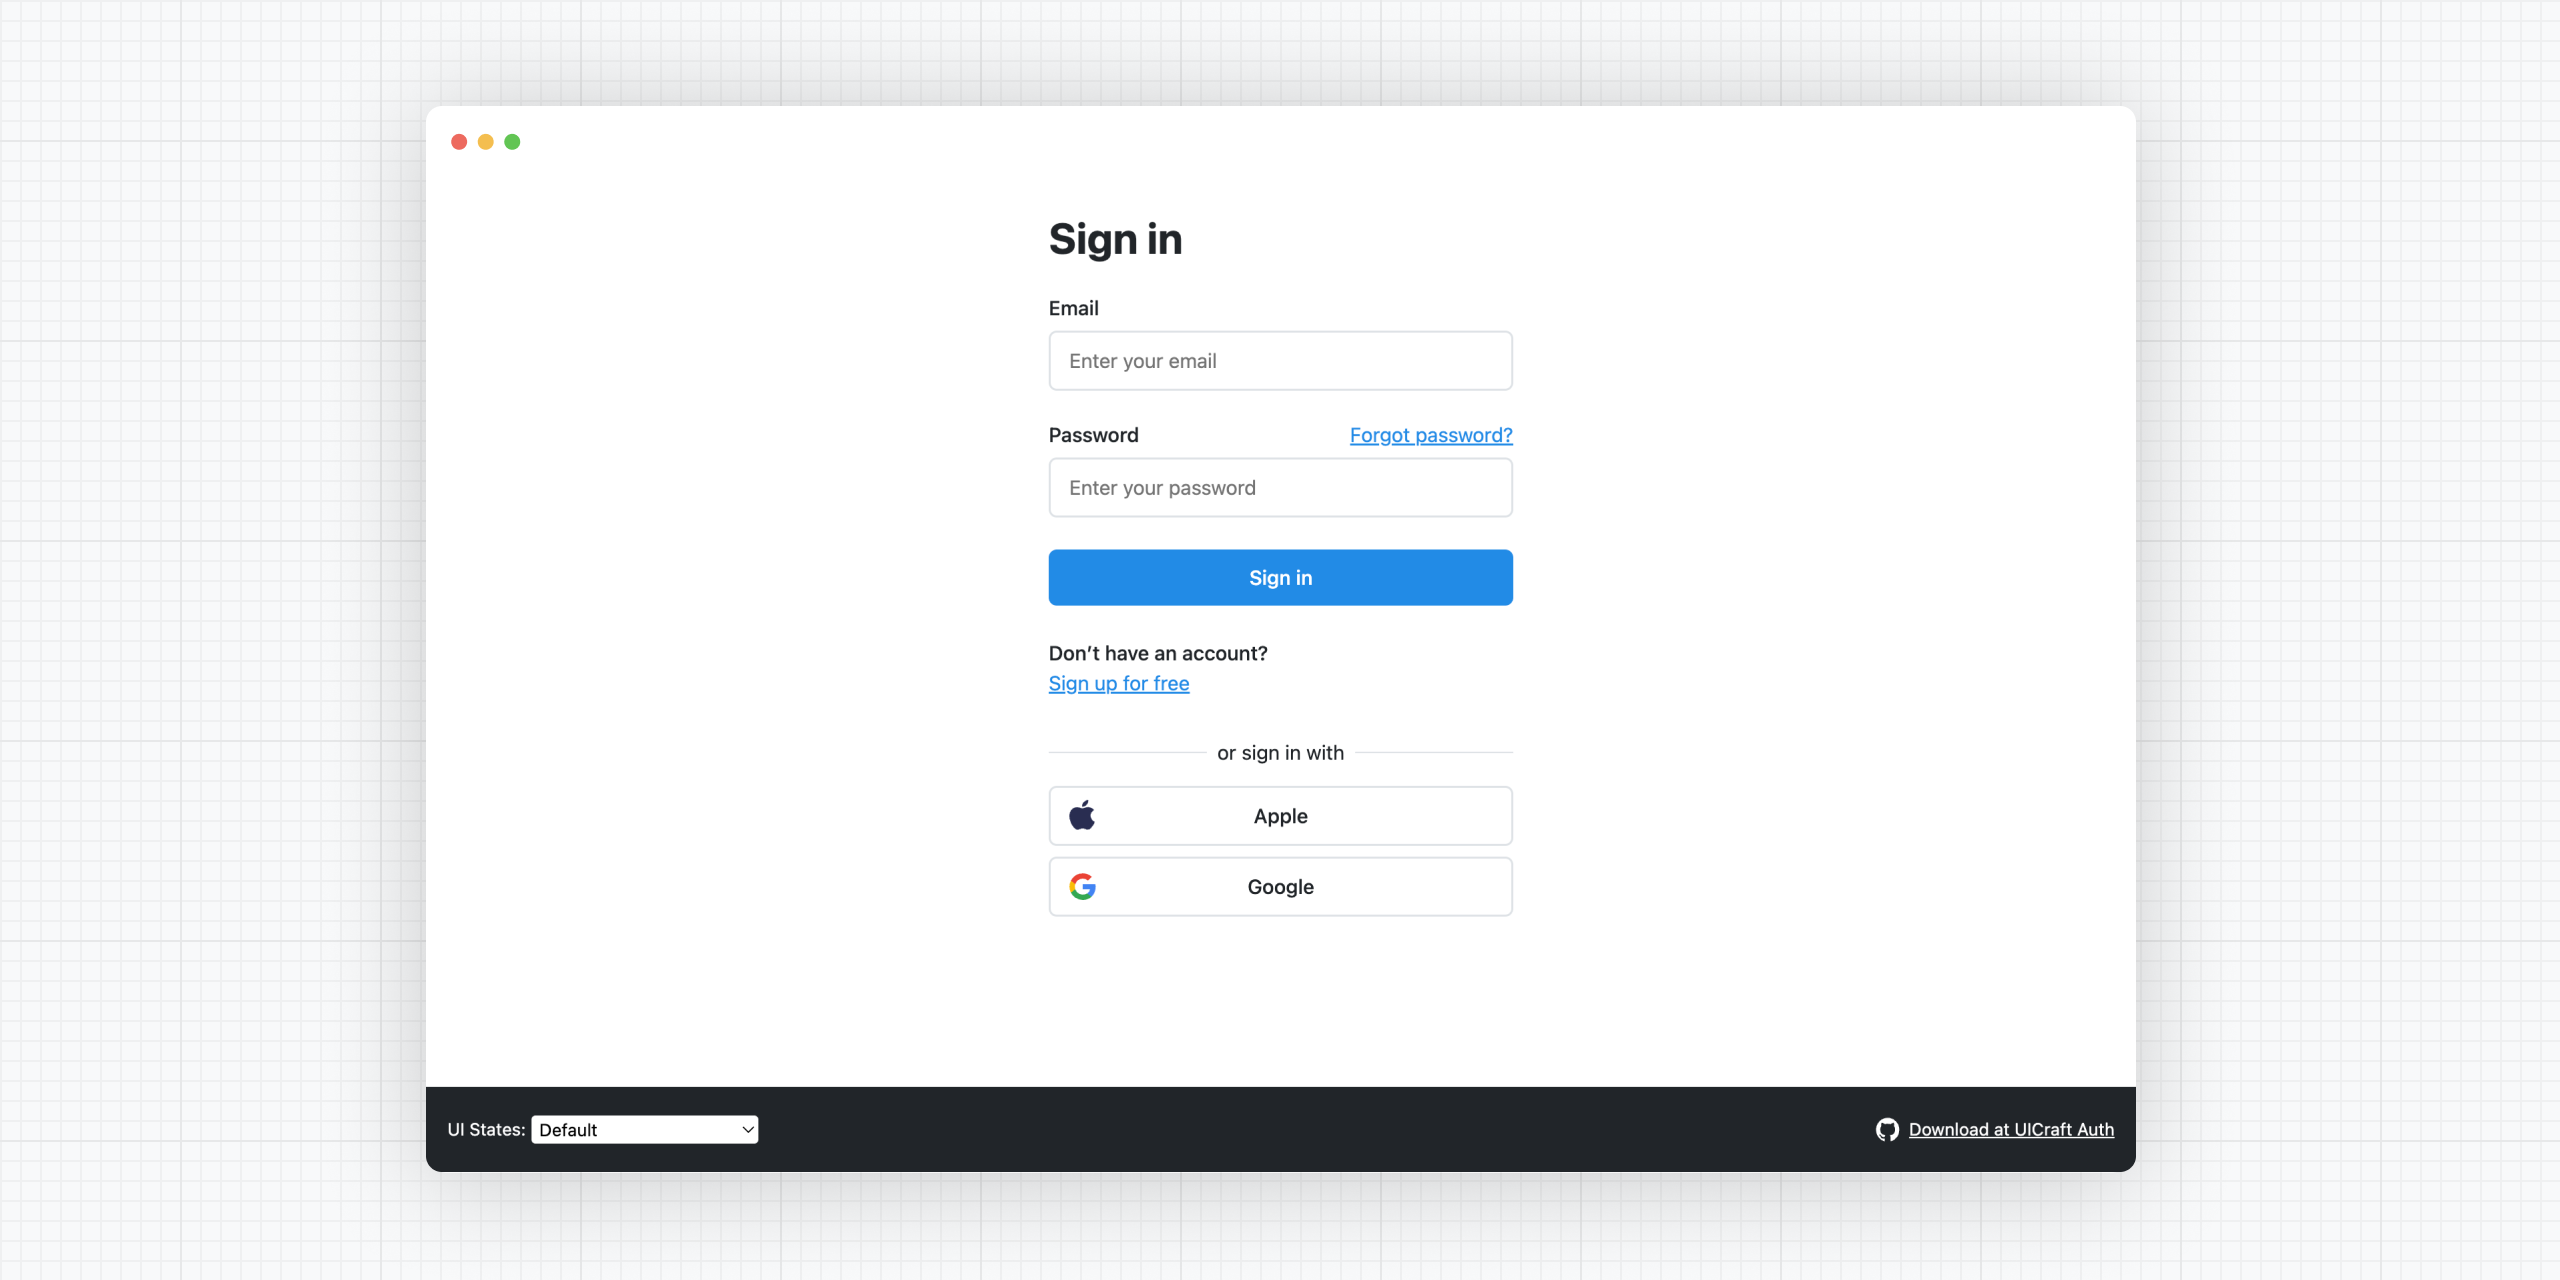 Sign in
Email
Enter your email
Password
Forgot password?
Enter your password
Sign in
Don’t have an account?
Sign up for free
or sign in with
Apple
Google
UI States: Default
Download at UICraft Auth